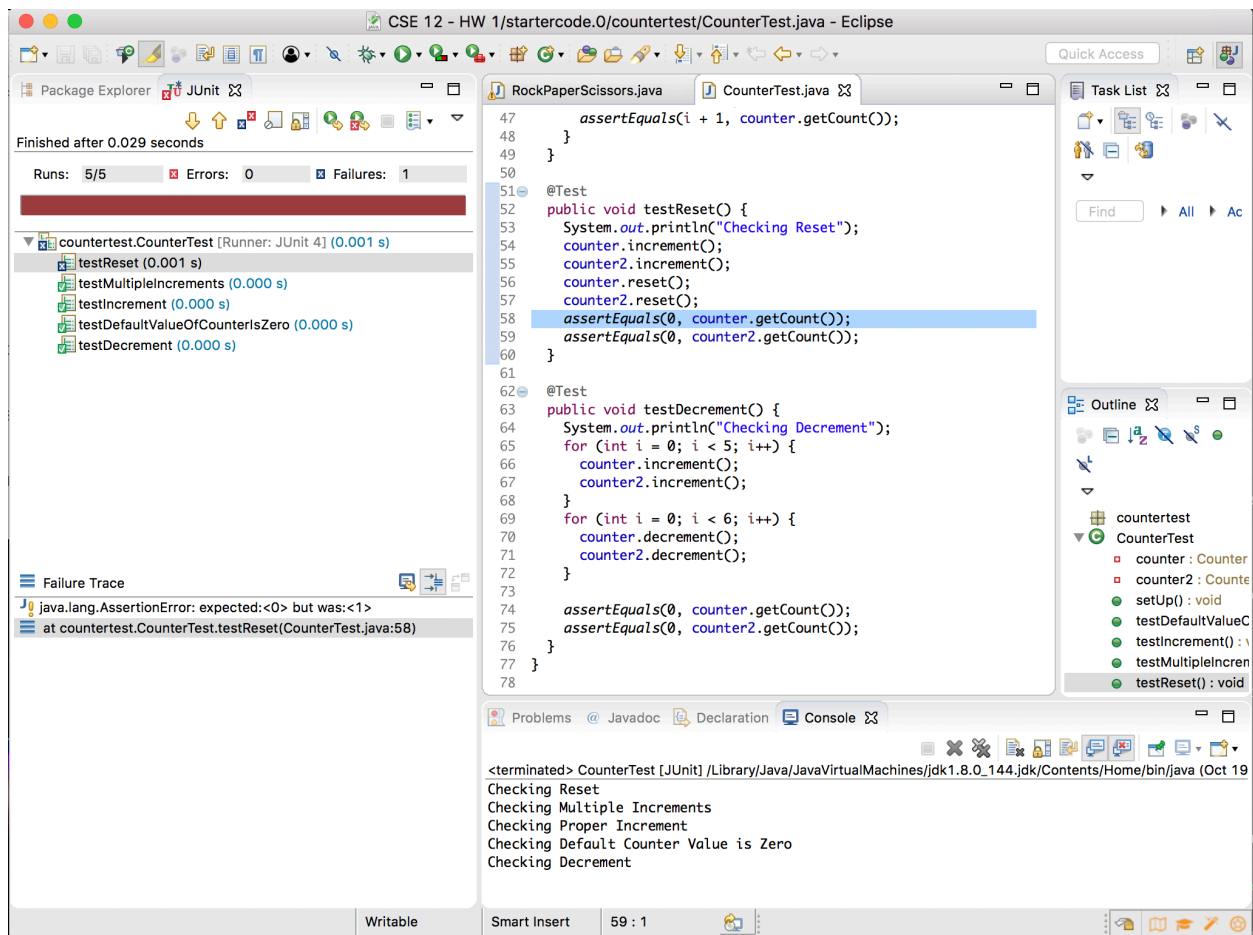 CSE 12 - HW 1/startercode.0/countertest/CounterTest.java - Eclipse
Quick Access
Package Explorer
JUnit
Finished after 0.029 seconds
Runs: 5/5 Errors: 0 Failures: 1
countertest.CounterTest [Runner: JUnit 4] (0.001 s)
testReset (0.001 s)
testMultipleIncrements (0.000 s)
testIncrement (0.000 s)
testDefaultValueOfCounterIsZero (0.000 s)
testDecrement (0.000 s)
Failure Trace
java.lang.AssertionError: expected:<0> but was:<1>
at countertest.CounterTest.testReset(CounterTest.java:58)
RockPaperScissors.java
CounterTest.java
47 assertEquals(i + 1, counter.getCount());
48 }
49 }
50
51 @Test
52 public void testReset() {
53 System.out.println("Checking Reset");
54 counter.increment();
55 counter2.increment();
56 counter.reset();
57 counter2.reset();
58 assertEquals(0, counter.getCount());
59 assertEquals(0, counter2.getCount());
60 }
61
62 @Test
63 public void testDecrement() {
64 System.out.println("Checking Decrement");
65 for (int i = 0; i < 5; i++) {
66 counter.increment();
67 counter2.increment();
68 }
69 for (int i = 0; i < 6; i++) {
70 counter.decrement();
71 counter2.decrement();
72 }
73
74 assertEquals(0, counter.getCount());
75 assertEquals(0, counter2.getCount());
76 }
77 }
78
Task List
Find All Ac
Outline
countertest
CounterTest
counter : Counter
counter2 : Counte
setUp() : void
testDefaultValueC
testIncrement() : v
testMultipleIncren
testReset() : void
Problems
@ Javadoc
Declaration
Console
<terminated> CounterTest [JUnit] /Library/Java/JavaVirtualMachines/jdk1.8.0_144.jdk/Contents/Home/bin/java (Oct 19
Checking Reset
Checking Multiple Increments
Checking Proper Increment
Checking Default Counter Value is Zero
Checking Decrement
Writable
Smart Insert
59 : 1